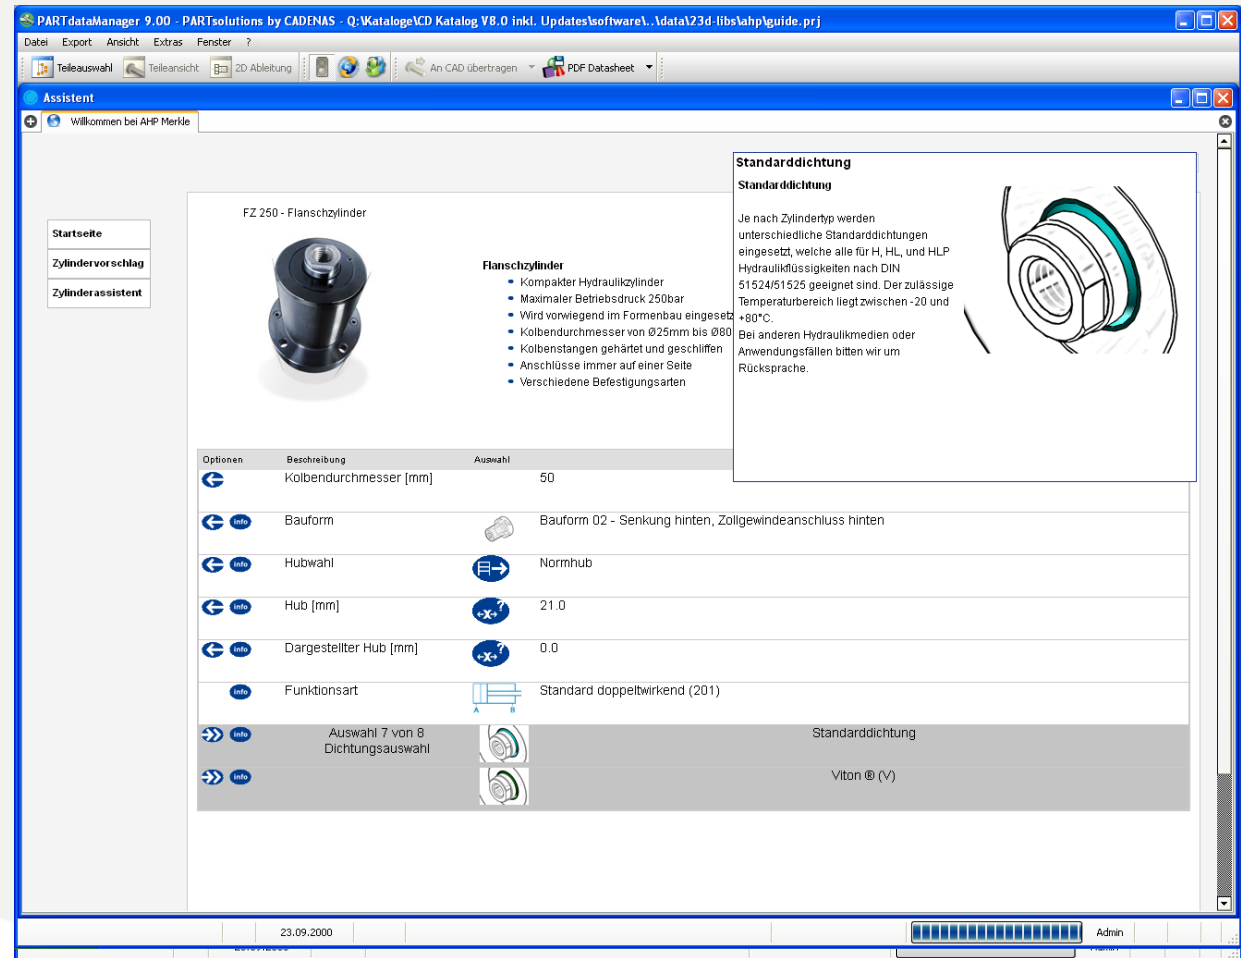 PARTdataManager 9.00 - PARTsolutions by CADENAS - Q:\Kataloge\CD Katalog V8.0 inkl. Updates\software\..\data\23d-libs\ahp\guide.prj
Datei Export Ansicht Extras Fenster ?
Teileauswahl Teileansicht 2D Ableitung An CAD übertragen PDF Datasheet
Assistent
Willkommen bei AHP Merkle
Startseite
Zylindervorschlag
Zylinderassistent
FZ 250 - Flanschzylinder
Flanschzylinder
Kompakter Hydraulikzylinder
Maximaler Betriebsdruck 250bar
Wird vorwiegend im Formenbau eingesetz
Kolbendurchmesser von Ø25mm bis Ø80
Kolbenstangen gehärtet und geschliffen
Anschlüsse immer auf einer Seite
Verschiedene Befestigungsarten
Standarddichtung
Standarddichtung
Je nach Zylindertyp werden
unterschiedliche Standarddichtungen
eingesetzt, welche alle für H, HL, und HLP
Hydraulikflüssigkeiten nach DIN
51524/51525 geeignet sind. Der zulässige
Temperaturbereich liegt zwischen -20 und
+80°C.
Bei anderen Hydraulikmedien oder
Anwendungsfällen bitten wir um
Rücksprache.
Optionen Beschreibung Auswahl
Kolbendurchmesser [mm] 50
info Bauform Bauform 02 - Senkung hinten, Zollgewindeanschluss hinten
info Hubwahl Normhub
info Hub [mm] ←x→? 21.0
info Dargestellter Hub [mm] ←x→? 0.0
info Funktionsart A B Standard doppeltwirkend (201)
info Auswahl 7 von 8 Standarddichtung
Dichtungsauswahl
info Viton ® (V)
23.09.2000 Admin